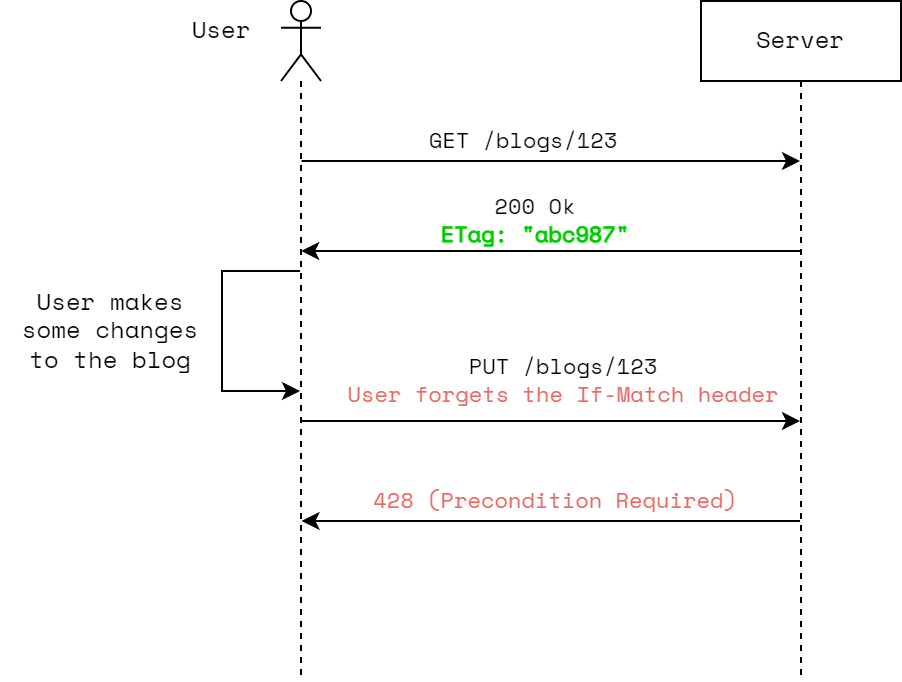 User
Server
GET /blogs/123
200 Ok
ETag: "abc987"
User makes
some changes
to the blog
PUT /blogs/123
User forgets the If-Match header
428 (Precondition Required)